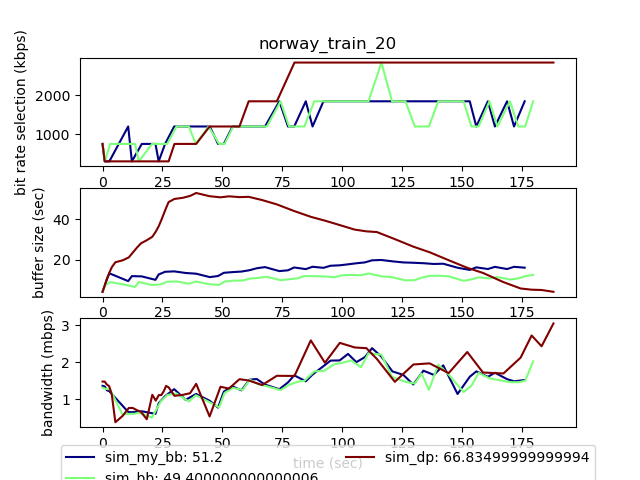 norway_train_20
bit rate selection (kbps)
2000
1000
0 25 50 75 100 125 150 175
buffer size (sec)
40
20
0 25 50 75 100 125 150 175
bandwidth (mbps)
3
2
1
0 25 50 75 100 125 150 175
time (sec)
sim_my_bb: 51.2
sim_dp: 66.83499999999994
sim_bb: 49.400000000000006